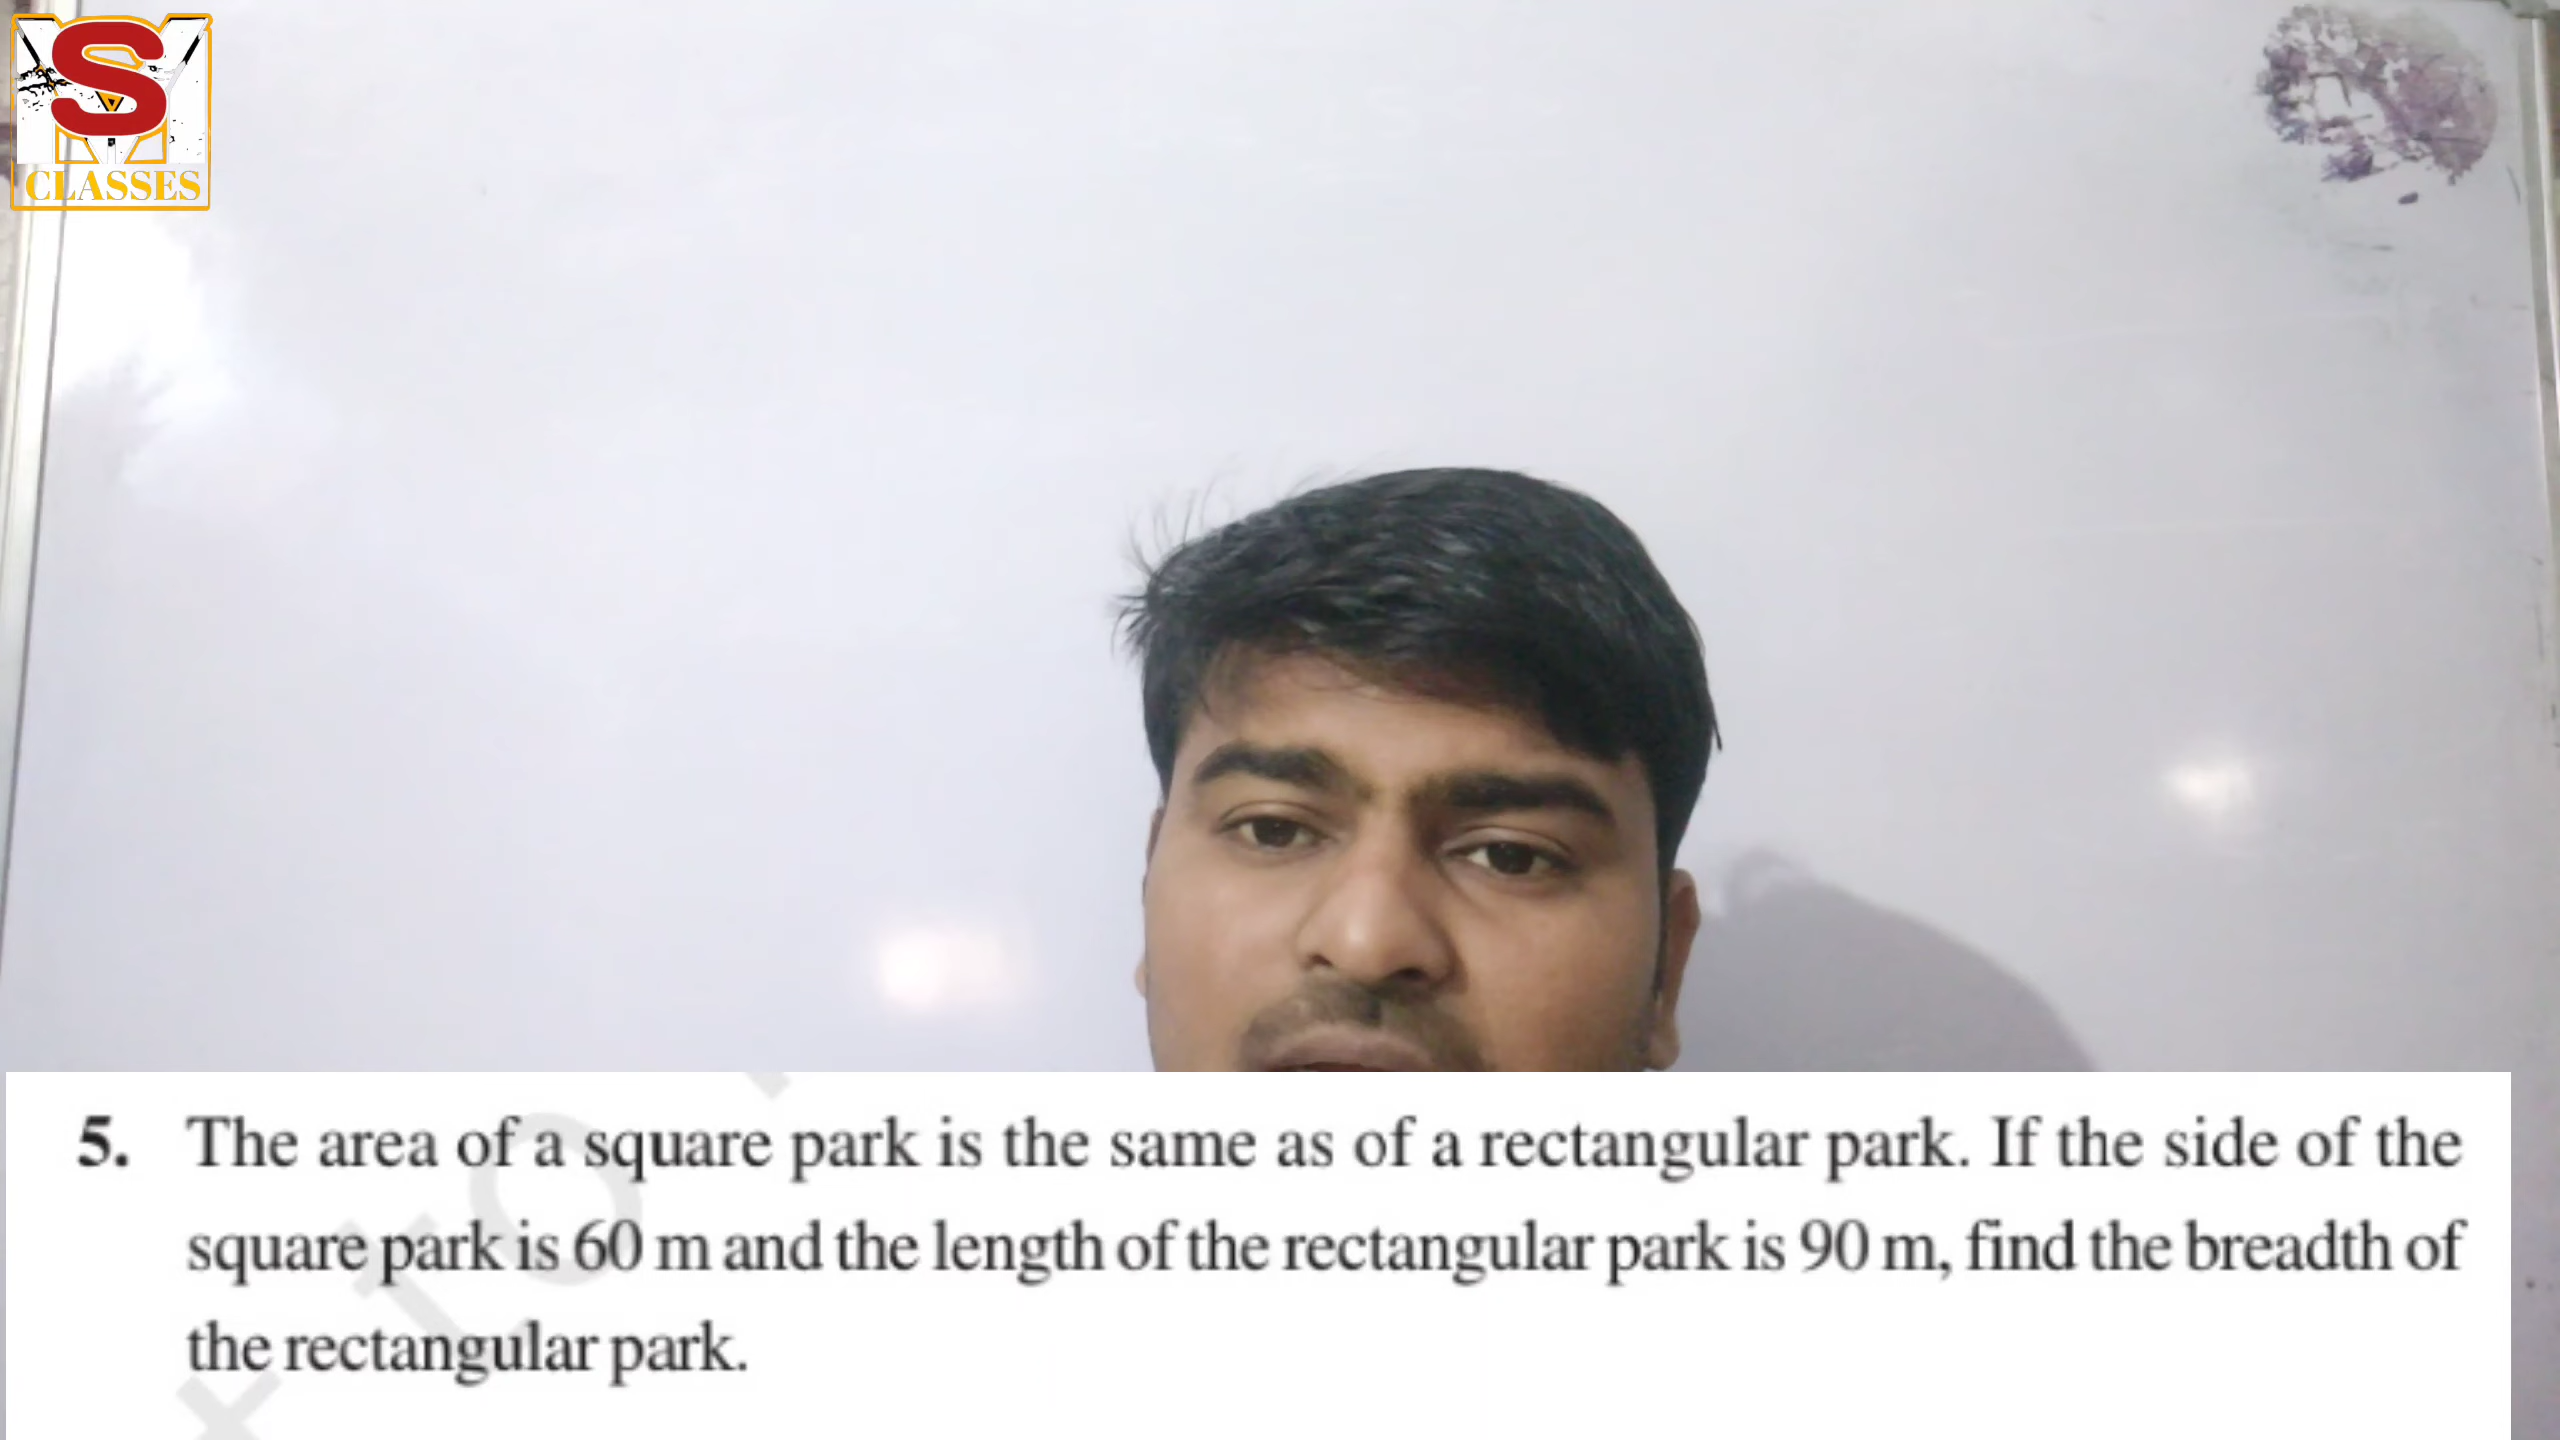 S
CLASSES
5. The area of a square park is the same as of a rectangular park. If the side of the
square park is 60 m and the length of the rectangular park is 90 m, find the breadth of
the rectangular park.